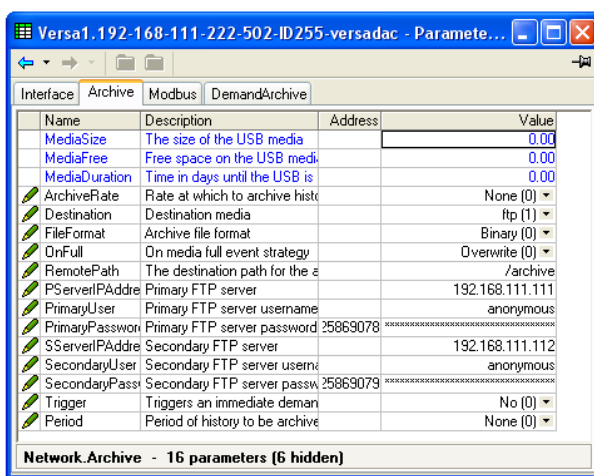 Versa1.192-168-111-222-502-ID255-versadac - Paramete...
Interface Archive Modbus DemandArchive
Name Description Address Value
MediaSize The size of the USB media 0.00
MediaFree Free space on the USB medi 0.00
MediaDuration Time in days until the USB is 0.00
ArchiveRate Rate at which to archive histo None (0)
Destination Destination media ftp (1)
FileFormat Archive file format Binary (0)
OnFull On media full event strategy Overwrite (0)
RemotePath The destination path for the a /archive
PServerIPAddre Primary FTP server 192.168.111.111
PrimaryUser Primary FTP server username anonymous
PrimaryPassword Primary FTP server password 25869078 ********************************
SServerIPAddre Secondary FTP server 192.168.111.112
SecondaryUser Secondary FTP server userna anonymous
SecondaryPass Secondary FTP server passw 25869079 ********************************
Trigger Triggers an immediate deman No (0)
Period Period of history to be archive None (0)
Network.Archive - 16 parameters (6 hidden)